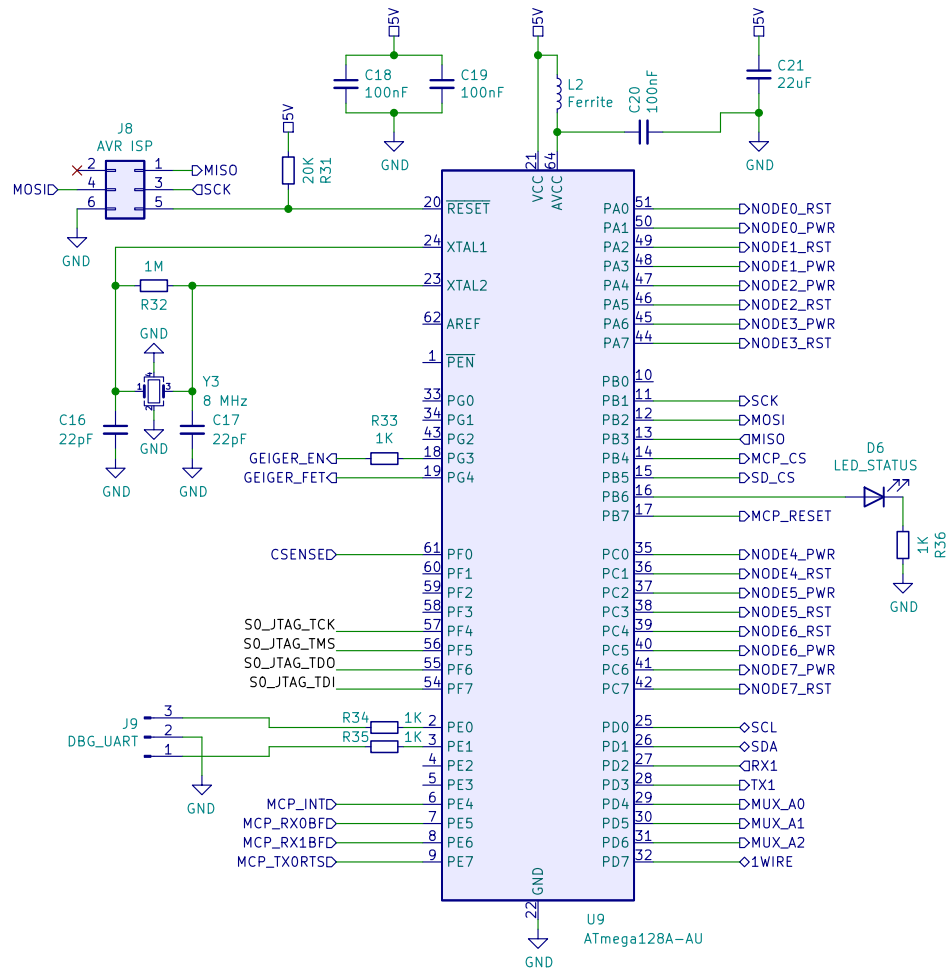 5V
5V
5V
C18
100nF
C19
100nF
L2
Ferrite
C20
100nF
C21
22uF
GND
GND
5V
20K
R31
J8
AVR ISP
2
1
MISO
MOSI
4
3
SCK
6
5
GND
21
VCC
64
AVCC
20
RESET
24
XTAL1
23
XTAL2
62
AREF
1
PEN
33
PG0
34
PG1
43
PG2
18
PG3
19
PG4
61
PF0
60
PF1
59
PF2
58
PF3
57
PF4
56
PF5
55
PF6
54
PF7
2
PE0
3
PE1
4
PE2
5
PE3
6
PE4
7
PE5
8
PE6
9
PE7
1M
R32
GND
4
1
3
2
Y3
8 MHz
C16
22pF
C17
22pF
GND
GND
GND
R33
1K
GEIGER_EN
GEIGER_FET
CSENSE
S0_JTAG_TCK
S0_JTAG_TMS
S0_JTAG_TDO
S0_JTAG_TDI
J9
DBG_UART
3
2
1
R34
1K
R35
1K
GND
MCP_INT
MCP_RX0BF
MCP_RX1BF
MCP_TX0RTS
PA0
51
NODE0_RST
PA1
50
NODE0_PWR
PA2
49
NODE1_RST
PA3
48
NODE1_PWR
PA4
47
NODE2_PWR
PA5
46
NODE2_RST
PA6
45
NODE3_PWR
PA7
44
NODE3_RST
PB0
10
PB1
11
SCK
PB2
12
MOSI
PB3
13
MISO
PB4
14
MCP_CS
PB5
15
SD_CS
PB6
16
PB7
17
MCP_RESET
D6
LED_STATUS
1K
R36
GND
PC0
35
NODE4_PWR
PC1
36
NODE4_RST
PC2
37
NODE5_PWR
PC3
38
NODE5_RST
PC4
39
NODE6_RST
PC5
40
NODE6_PWR
PC6
41
NODE7_PWR
PC7
42
NODE7_RST
PD0
25
SCL
PD1
26
SDA
PD2
27
RX1
PD3
28
TX1
PD4
29
MUX_A0
PD5
30
MUX_A1
PD6
31
MUX_A2
PD7
32
1WIRE
GND
22
GND
U9
ATmega128A-AU